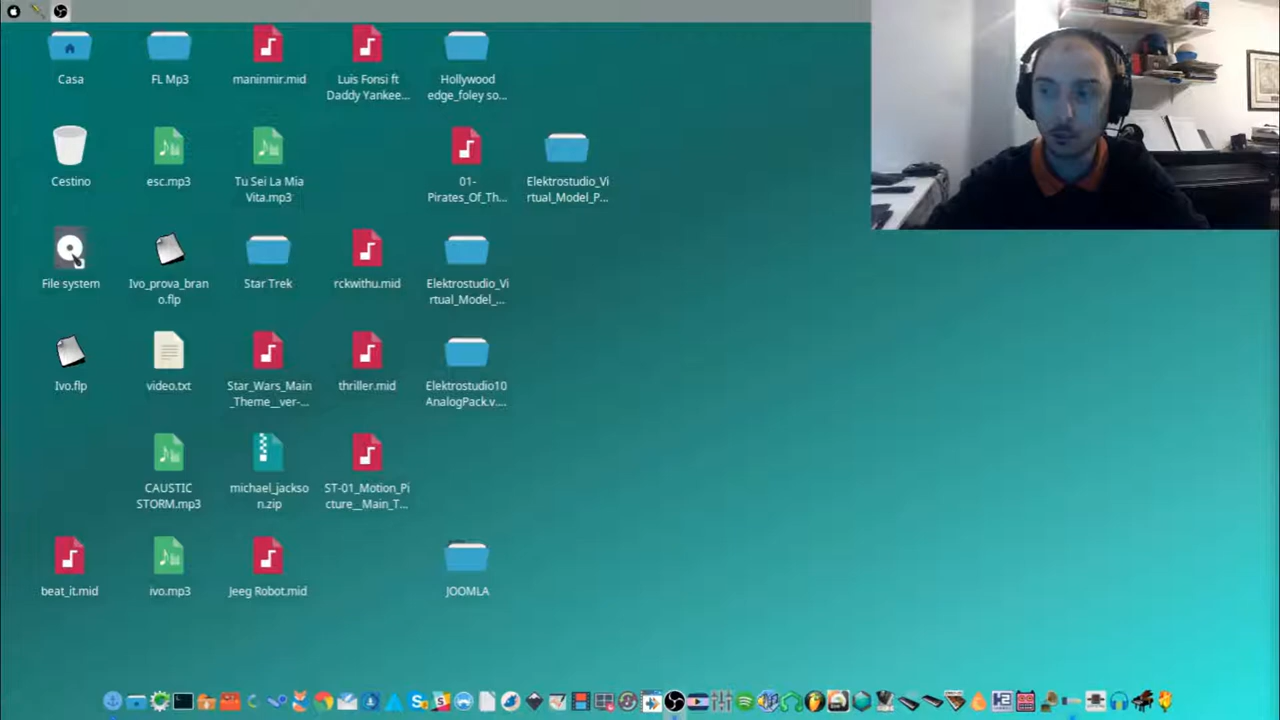 Casa
FL Mp3
maninmir.mid
Luis Fonsi ft
Daddy Yankee...
Hollywood
edge_foley so...
Cestino
esc.mp3
Tu Sei La Mia
Vita.mp3
01-
Pirates_Of_Th...
Elektrostudio_Vi
rtual_Model_P...
File system
Ivo_prova_bran
o.flp
Star Trek
rckwithu.mid
Elektrostudio_Vi
rtual_Model_...
Ivo.flp
video.txt
Star_Wars_Main
_Theme__ver-...
thriller.mid
Elektrostudio10
AnalogPack.v....
CAUSTIC
STORM.mp3
michael_jackso
n.zip
ST-01_Motion_Pi
cture__Main_T...
beat_it.mid
ivo.mp3
Jeeg Robot.mid
JOOMLA
H2